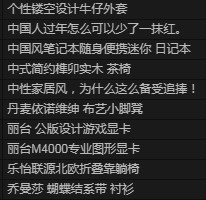 个性镂空设计牛仔外套
中国人过年怎么可以少了一抹红。
中国风笔记本随身便携迷你 日记本
中式简约榫卯实木 茶椅
中性家居风，为什么这么备受追捧！
丹麦依诺维绅 布艺小脚凳
丽台 公版设计游戏显卡
丽台M4000专业图形显卡
乐怡联源北欧折叠靠躺椅
乔曼莎 蝴蝶结系带 衬衫